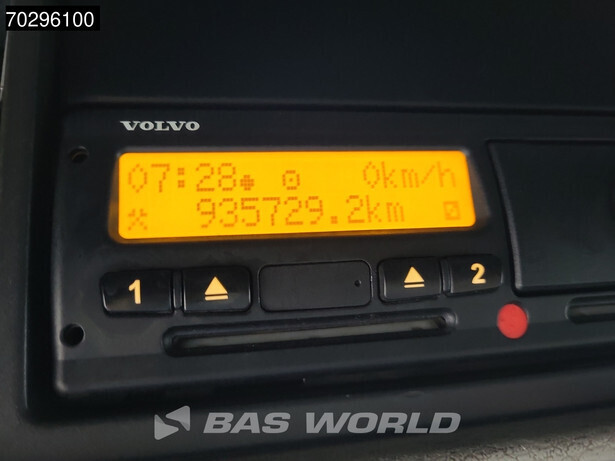 70296100
VOLVO
07:28 0km/h
935729.2km
1 2
BAS WORLD